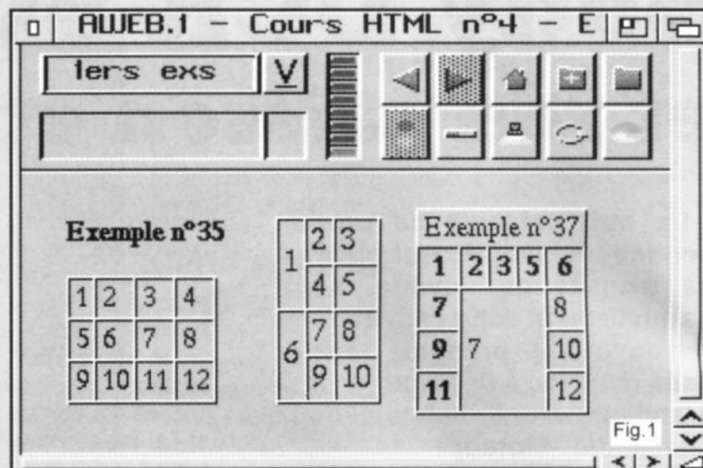 AWEB.1 – Cours HTML n°4 – E
1ers exs V
Exemple n°35
1 2 3 4
5 6 7 8
9 10 11 12
1 2 3
4 5
6 7 8
9 10
Exemple n°37
1 2 3 5 6
7 8
9 7 10
11 12
Fig.1